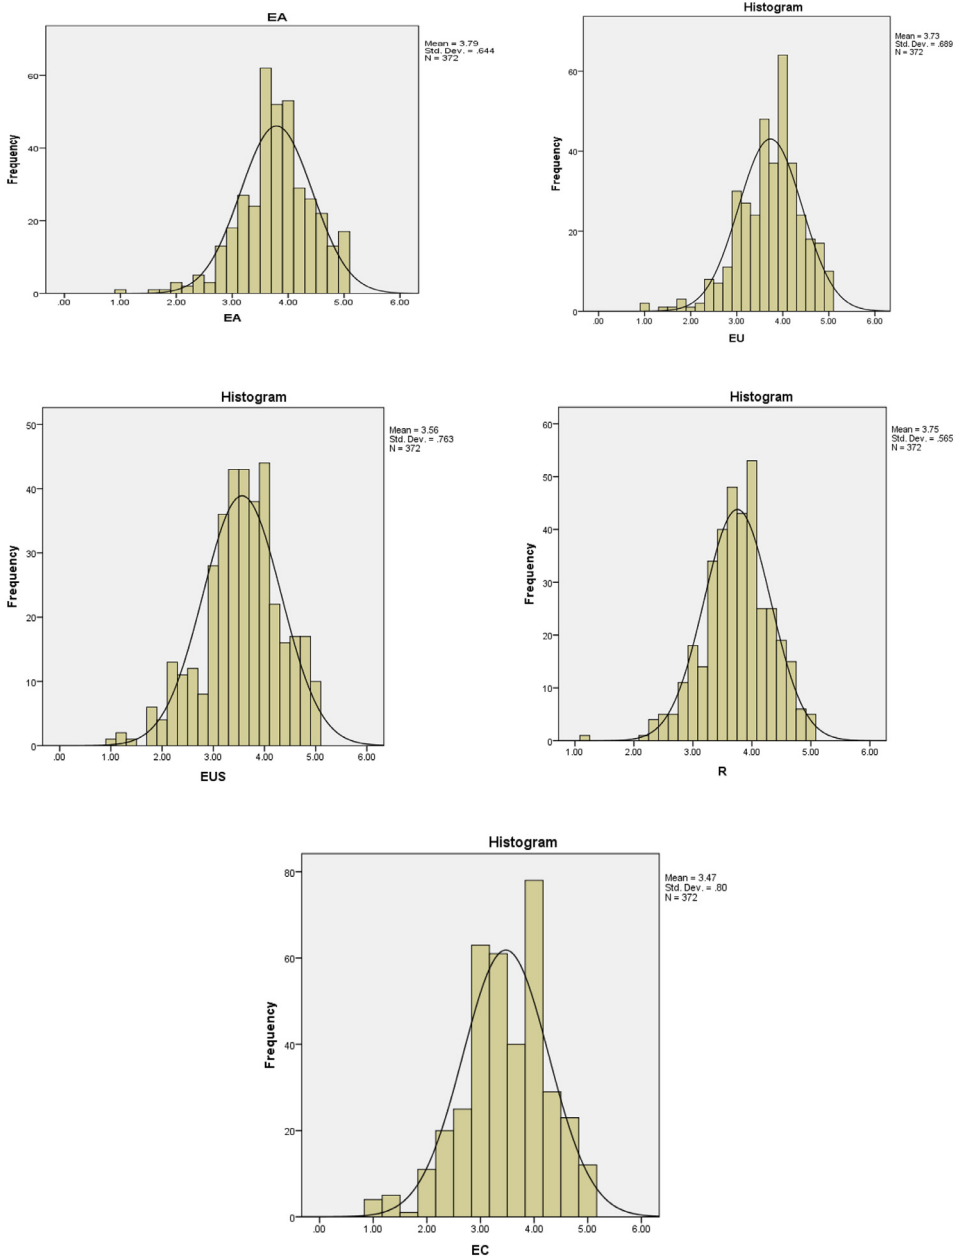 EA
Mean = 3.79
Std. Dev. = .644
N = 372
Frequency
60
40
20
0
.00 1.00 2.00 3.00 4.00 5.00 6.00
EA
Histogram
Mean = 3.73
Std. Dev. = .689
N = 372
Frequency
60
40
20
0
.00 1.00 2.00 3.00 4.00 5.00 6.00
EU
Histogram
Mean = 3.56
Std. Dev. = .763
N = 372
Frequency
50
40
30
20
10
0
.00 1.00 2.00 3.00 4.00 5.00 6.00
EUS
Histogram
Mean = 3.75
Std. Dev. = .565
N = 372
Frequency
60
50
40
30
20
10
0
1.00 2.00 3.00 4.00 5.00 6.00
R
Histogram
Mean = 3.47
Std. Dev. = .80
N = 372
Frequency
80
60
40
20
0
.00 1.00 2.00 3.00 4.00 5.00 6.00
EC